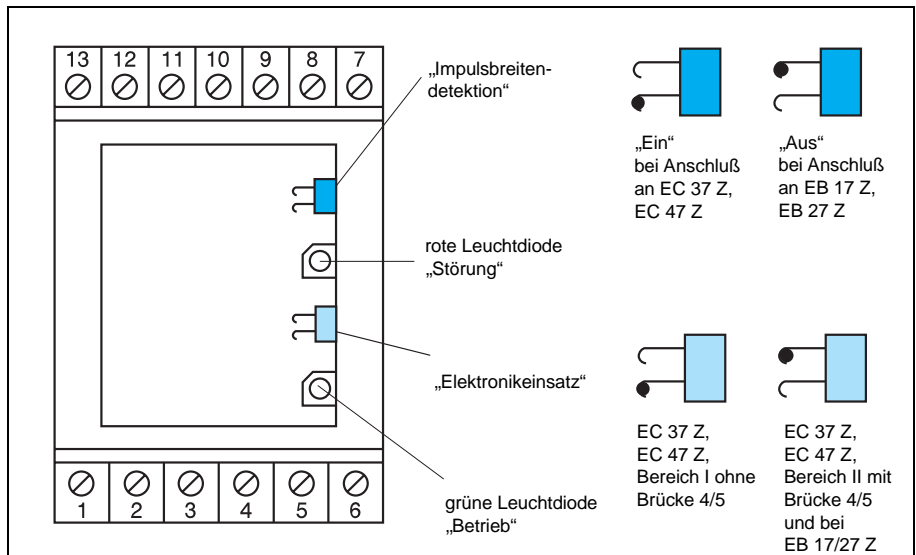 13 12 11 10 9 8 7
„Impulsbreiten-
detektion“
rote Leuchtdiode
„Störung“
„Elektronikeinsatz“
grüne Leuchtdiode
„Betrieb“
1 2 3 4 5 6
„Ein“
bei Anschluß
an EC 37 Z,
EC 47 Z
„Aus“
bei Anschluß
an EB 17 Z,
EB 27 Z
EC 37 Z,
EC 47 Z,
Bereich I ohne
Brücke 4/5
EC 37 Z,
EC 47 Z,
Bereich II mit
Brücke 4/5
und bei
EB 17/27 Z